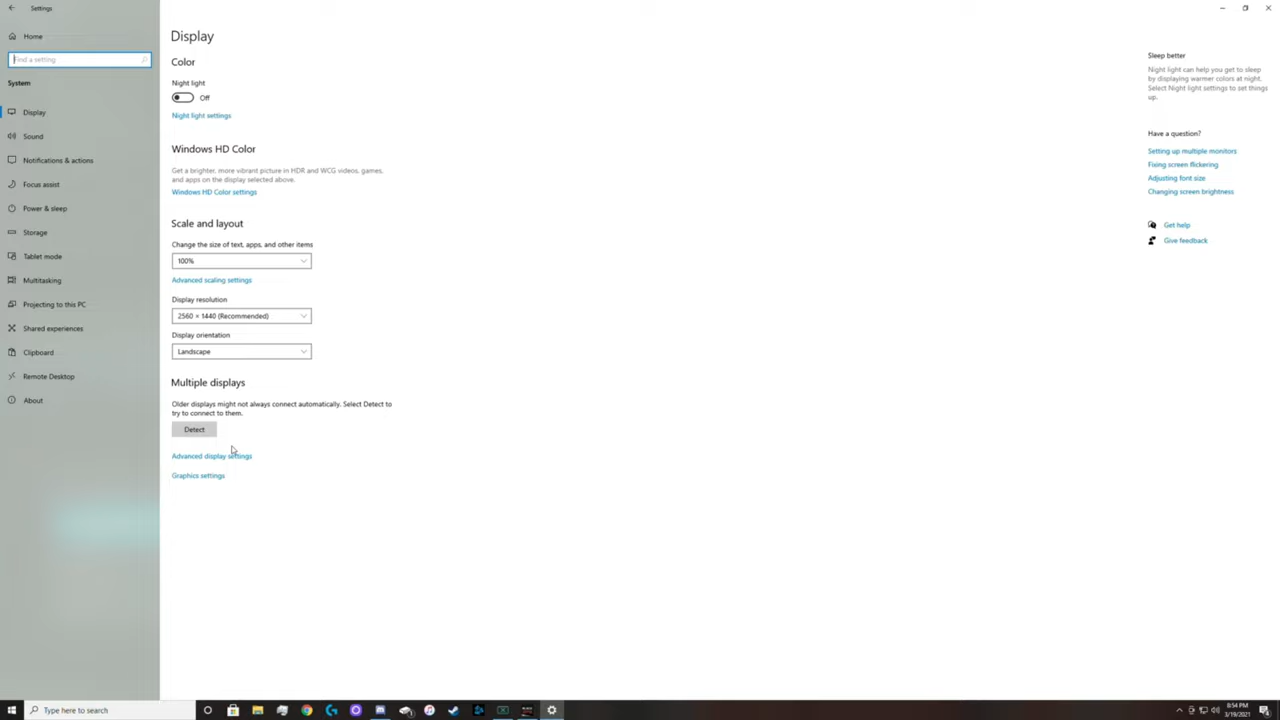 Settings
Home
Find a setting
System
Display
Sound
Notifications & actions
Focus assist
Power & sleep
Storage
Tablet mode
Multitasking
Projecting to this PC
Shared experiences
Clipboard
Remote Desktop
About
Display
Color
Night light
Off
Night light settings
Windows HD Color
Get a brighter, more vibrant picture in HDR and WCG videos, games,
and apps on the display selected above.
Windows HD Color settings
Scale and layout
Change the size of text, apps, and other items
100%
Advanced scaling settings
Display resolution
2560 × 1440 (Recommended)
Display orientation
Landscape
Multiple displays
Older displays might not always connect automatically. Select Detect to
try to connect to them.
Detect
Advanced display settings
Graphics settings
Sleep better
Night light can help you get to sleep
by displaying warmer colors at night.
Select Night light settings to set things
up.
Have a question?
Setting up multiple monitors
Fixing screen flickering
Adjusting font size
Changing screen brightness
Get help
Give feedback
Type here to search
8:54 PM
3/19/2021